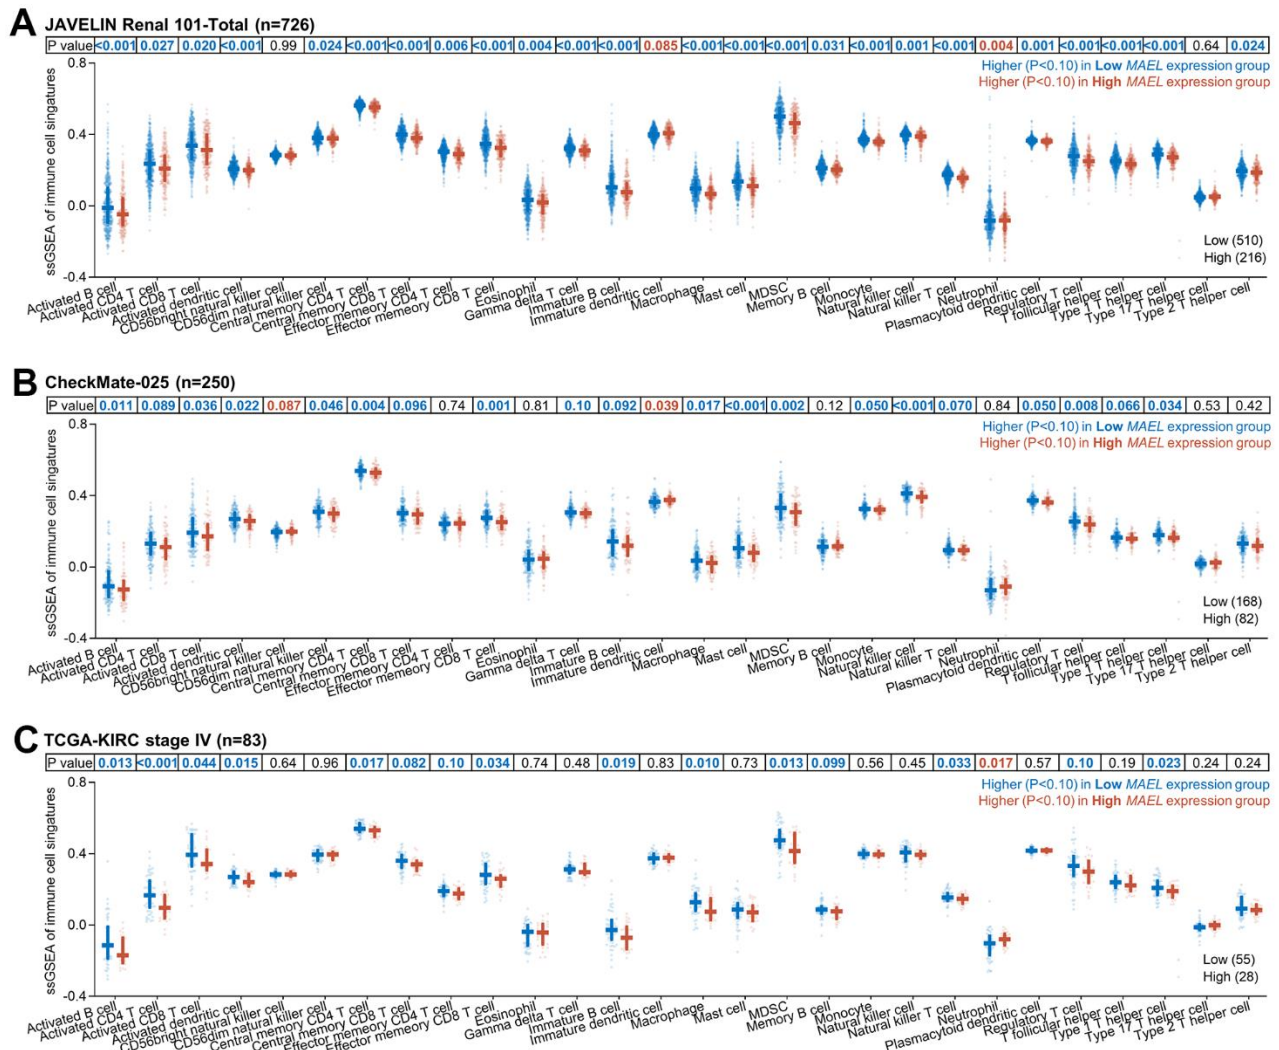 A JAVELIN Renal 101-Total (n=726)
P value <0.001 0.027 0.020 <0.001 0.99 0.024 <0.001 <0.001 0.006 <0.001 0.004 <0.001 <0.001 0.085 <0.001 <0.001 <0.001 0.031 <0.001 0.001 <0.001 0.004 0.001 <0.001 <0.001 <0.001 0.64 0.024
Higher (P<0.10) in Low MAEL expression group
Higher (P<0.10) in High MAEL expression group
ssGSEA of immune cell singatures
0.8
0.4
0.0
-0.4
Low (510)
High (216)
Activated B cell
Activated CD4 T cell
Activated CD8 T cell
Activated dendritic cell
CD56bright natural killer cell
CD56dim natural killer cell
Central memory CD4 T cell
Central memory CD8 T cell
Effector memeory CD4 T cell
Effector memeory CD8 T cell
Eosinophil
Gamma delta T cell
Immature B cell
Immature dendritic cell
Macrophage
Mast cell
MDSC
Memory B cell
Monocyte
Natural killer cell
Natural killer T cell
Neutrophil
Plasmacytoid dendritic cell
Regulatory T cell
T follicular helper cell
Type 1 T helper cell
Type 17 T helper cell
Type 2 T helper cell
B CheckMate-025 (n=250)
P value 0.011 0.089 0.036 0.022 0.087 0.046 0.004 0.096 0.74 0.001 0.81 0.10 0.092 0.039 0.017 <0.001 0.002 0.12 0.050 <0.001 0.070 0.84 0.050 0.008 0.066 0.034 0.53 0.42
Higher (P<0.10) in Low MAEL expression group
Higher (P<0.10) in High MAEL expression group
ssGSEA of immune cell singatures
0.8
0.4
0.0
-0.4
Low (168)
High (82)
Activated B cell
Activated CD4 T cell
Activated CD8 T cell
Activated dendritic cell
CD56bright natural killer cell
CD56dim natural killer cell
Central memory CD4 T cell
Central memory CD8 T cell
Effector memeory CD4 T cell
Effector memeory CD8 T cell
Eosinophil
Gamma delta T cell
Immature B cell
Immature dendritic cell
Macrophage
Mast cell
MDSC
Memory B cell
Monocyte
Natural killer cell
Natural killer T cell
Neutrophil
Plasmacytoid dendritic cell
Regulatory T cell
T follicular helper cell
Type 1 T helper cell
Type 17 T helper cell
Type 2 T helper cell
C TCGA-KIRC stage IV (n=83)
P value 0.013 <0.001 0.044 0.015 0.64 0.96 0.017 0.082 0.10 0.034 0.74 0.48 0.019 0.83 0.010 0.73 0.013 0.099 0.56 0.45 0.033 0.017 0.57 0.10 0.19 0.023 0.24 0.24
Higher (P<0.10) in Low MAEL expression group
Higher (P<0.10) in High MAEL expression group
ssGSEA of immune cell singatures
0.8
0.4
0.0
-0.4
Low (55)
High (28)
Activated B cell
Activated CD4 T cell
Activated CD8 T cell
Activated dendritic cell
CD56bright natural killer cell
CD56dim natural killer cell
Central memory CD4 T cell
Central memory CD8 T cell
Effector memeory CD4 T cell
Effector memeory CD8 T cell
Eosinophil
Gamma delta T cell
Immature B cell
Immature dendritic cell
Macrophage
Mast cell
MDSC
Memory B cell
Monocyte
Natural killer cell
Natural killer T cell
Neutrophil
Plasmacytoid dendritic cell
Regulatory T cell
T follicular helper cell
Type 1 T helper cell
Type 17 T helper cell
Type 2 T helper cell